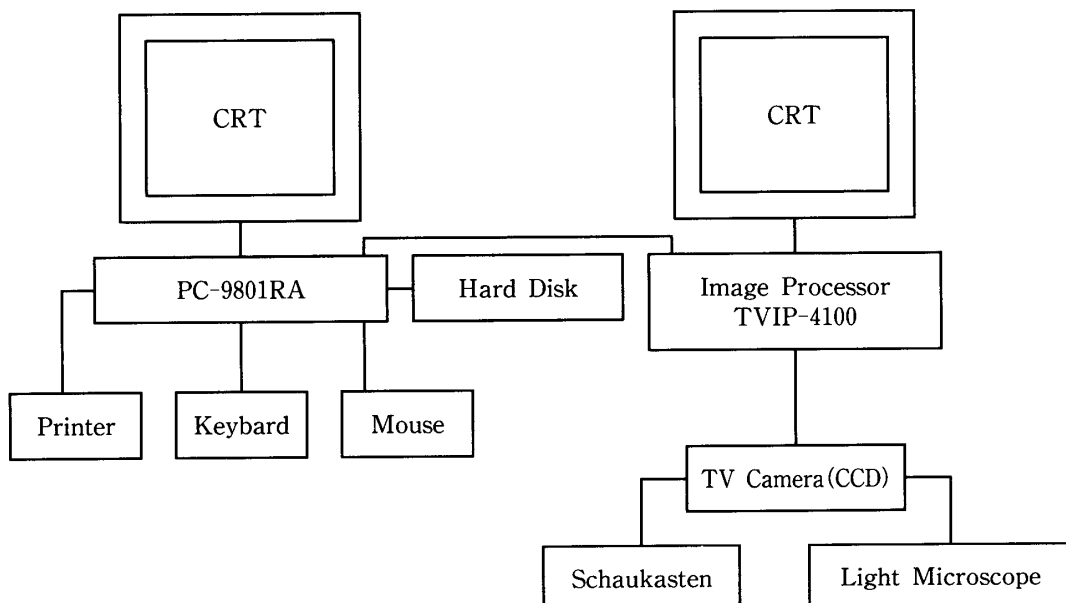 CRT
CRT
PC-9801RA
Hard Disk
Image Processor
TVIP-4100
Printer
Keybard
Mouse
TV Camera(CCD)
Schaukasten
Light Microscope